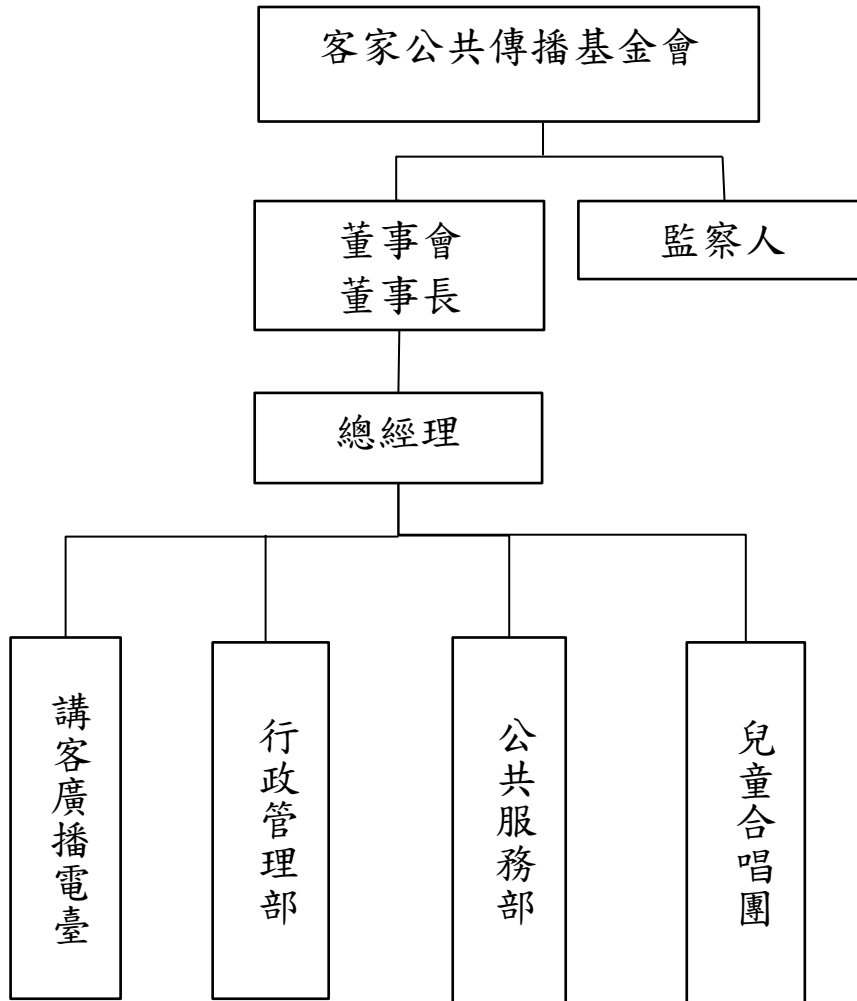 客家公共傳播基金會
董事會
董事長
監察人
總經理
講客廣播電臺
行政管理部
公共服務部
兒童合唱團